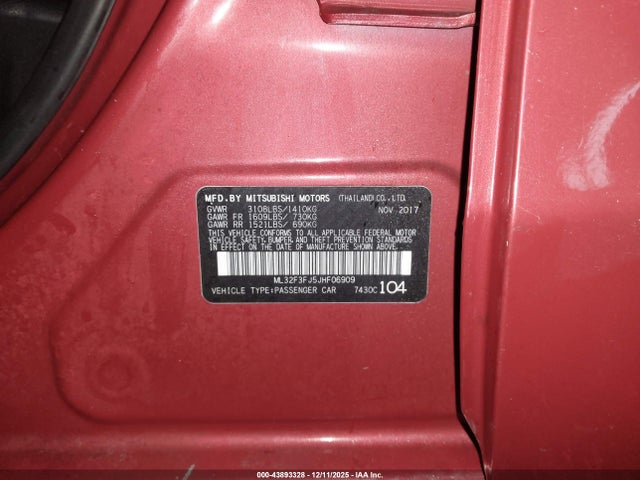 MFD.BY MITSUBISHI MOTORS (THAILAND)CO.,LTD.
GVWR 3108LBS/1410KG NOV 2017
GAWR FR 1609LBS/ 730KG
GAWR RR 1521LBS/ 690KG
THIS VEHICLE CONFORMS TO ALL APPLICABLE FEDERAL MOTOR
VEHICLE SAFETY, BUMPER, AND THEFT PREVENTION STANDARDS
IN EFFECT ON THE DATE OF MANUFACTURE SHOWN ABOVE.
ML32F3FJ5JHF06909
VEHICLE TYPE:PASSENGER CAR 7430C 104
000-43893328 - 12/11/2025 - IAA Inc.